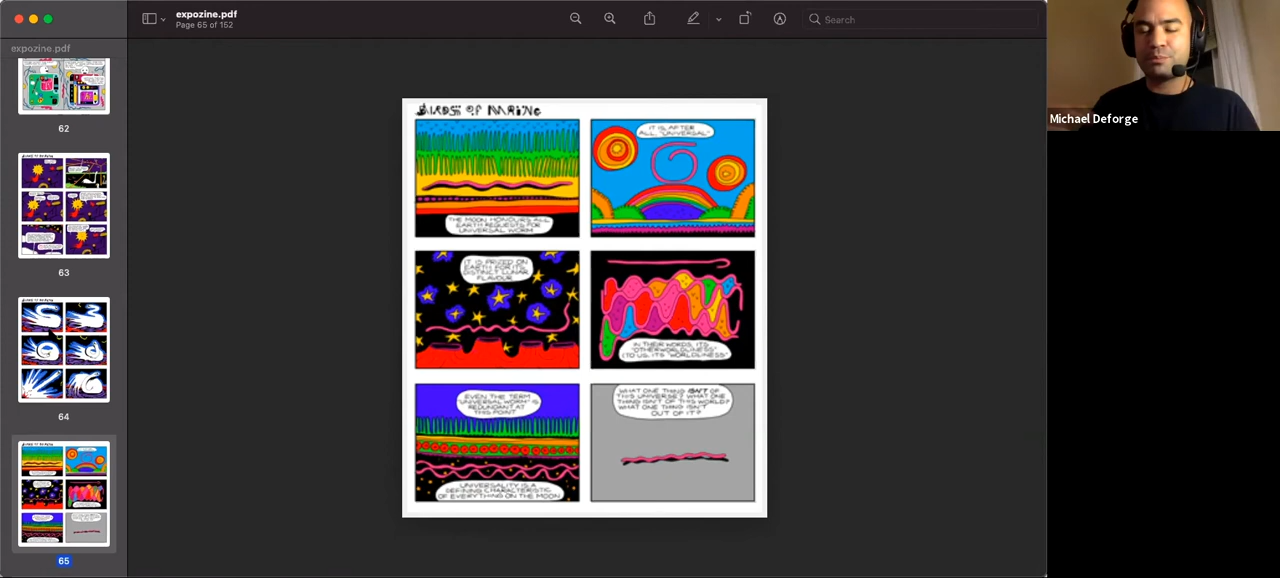 expozine.pdf
Page 65 of 152
Search
expozine.pdf
62
63
64
65
BIRDS OF MAINE
THE MOON HONOURS ALL
EARTH REQUESTS FOR
UNIVERSAL WORM
IT IS AFTER
ALL, "UNIVERSAL"
IT IS PRIZED ON
EARTH FOR ITS
DISTINCT LUNAR
FLAVOUR
IN THEIR WORDS, ITS
"OTHERWORLDLINESS"
(TO US, ITS "WORLDLINESS")
EVEN THE TERM
"UNIVERSAL WORM" IS
REDUNDANT AT
THIS POINT
UNIVERSALITY IS A
DEFINING CHARACTERISTIC
OF EVERYTHING ON THE MOON
WHAT ONE THING ISN'T OF
THIS UNIVERSE? WHAT ONE
THING ISN'T OF THIS WORLD?
WHAT ONE THING ISN'T
OUT OF IT?
Michael Deforge